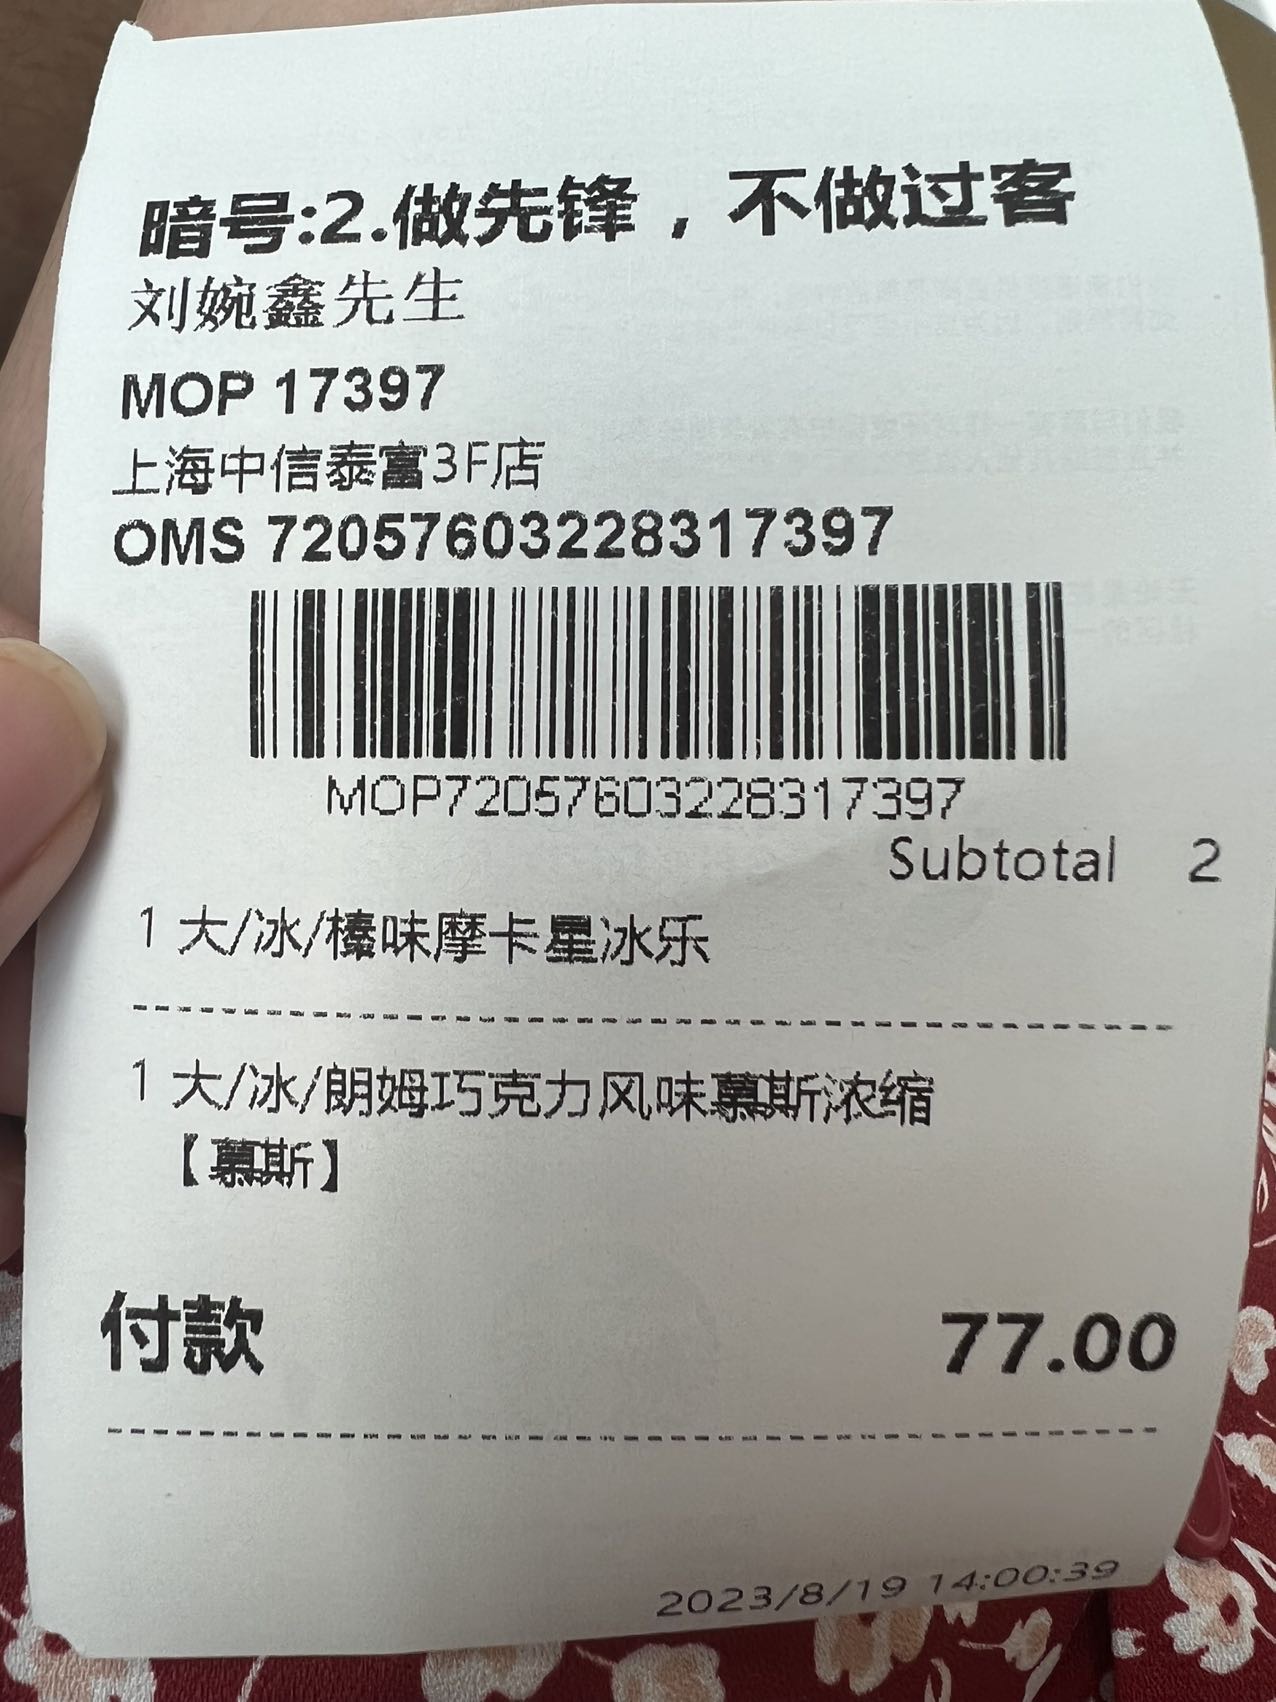 暗号:2.做先锋，不做过客
刘婉鑫先生
MOP 17397
上海中信泰富3F店
OMS 72057603228317397
MOP72057603228317397
Subtotal 2
1 大/冰/榛味摩卡星冰乐
1 大/冰/朗姆巧克力风味慕斯浓缩
【慕斯】
付款 77.00
2023/8/19 14:00:39